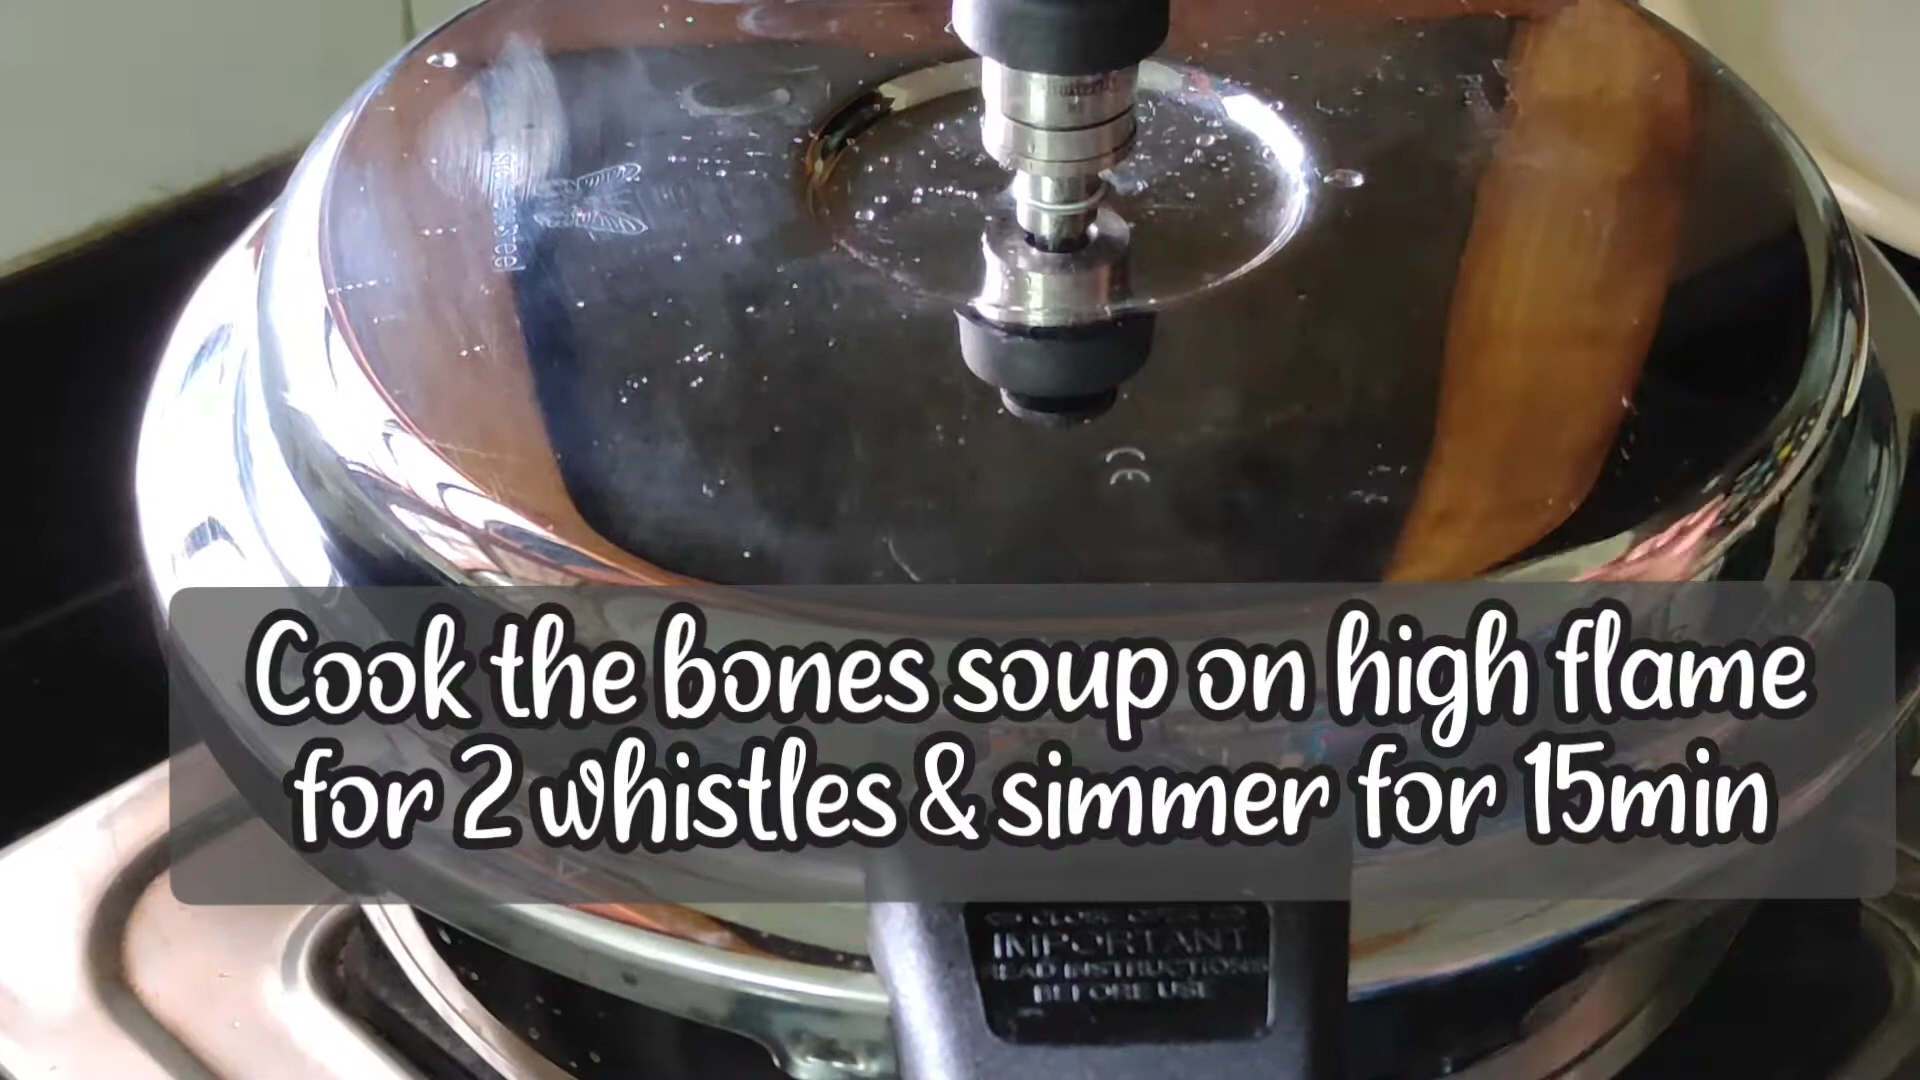 CE
Cook the bones soup on high flame
for 2 whistles & simmer for 15min
IMPORTANT
READ INSTRUCTIONS
BEFORE USE